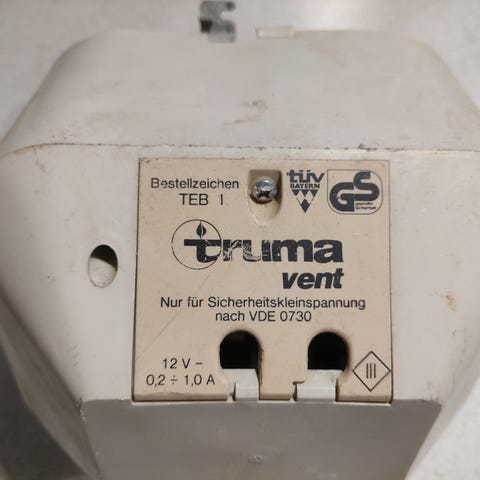 Bestellzeichen
TEB 1
tüv
BAYERN
GS
truma
vent
Nur für Sicherheitskleinspannung
nach VDE 0730
12 V –
0,2 ÷ 1,0 A
III